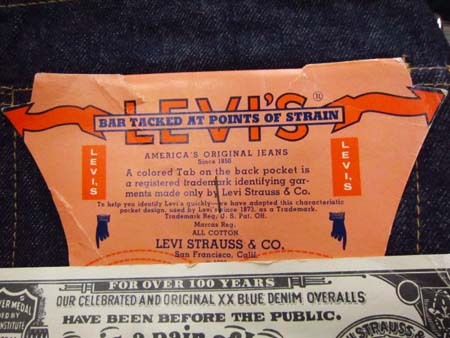 LEVI'S ®
BAR TACKED AT POINTS OF STRAIN
AMERICA'S ORIGINAL JEANS
Since 1850
A colored Tab on the back pocket is
a registered trademark identifying gar-
ments made only by Levi Strauss & Co.
To help you identify Levi's quickly—we have adopted this characteristic
pocket design, used by Levi's since 1873, as a Trademark.
Trademark Reg. U. S. Pat. Off.
Marcas Reg.
ALL COTTON
LEVI STRAUSS & CO.
San Francisco, Calif.
LEVI'S
LEVI'S
FOR OVER 100 YEARS
OUR CELEBRATED AND ORIGINAL XX BLUE DENIM OVERALLS
HAVE BEEN BEFORE THE PUBLIC.
STRAUSS &